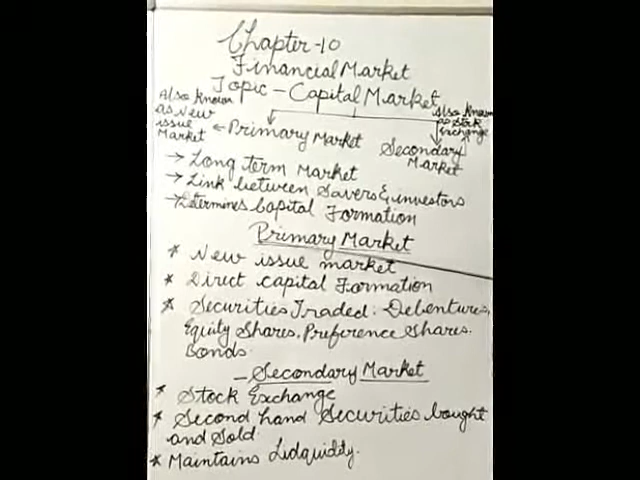 Chapter-10
Financial Market
Topic - Capital Market
Also Known
as New
issue
Market
← Primary Market
Also Known
as Stock
Exchange
Secondary
Market
→ Long term Market
→ Link between Savers & investors
→ Determines Capital Formation
Primary Market
* New issue market
* Direct capital Formation
* Securities Traded: Debentures,
Equity Shares, Preference Shares.
Bonds.
- Secondary Market
* Stock Exchange
* Second hand Securities bought
and Sold.
* Maintains Lidquidity.